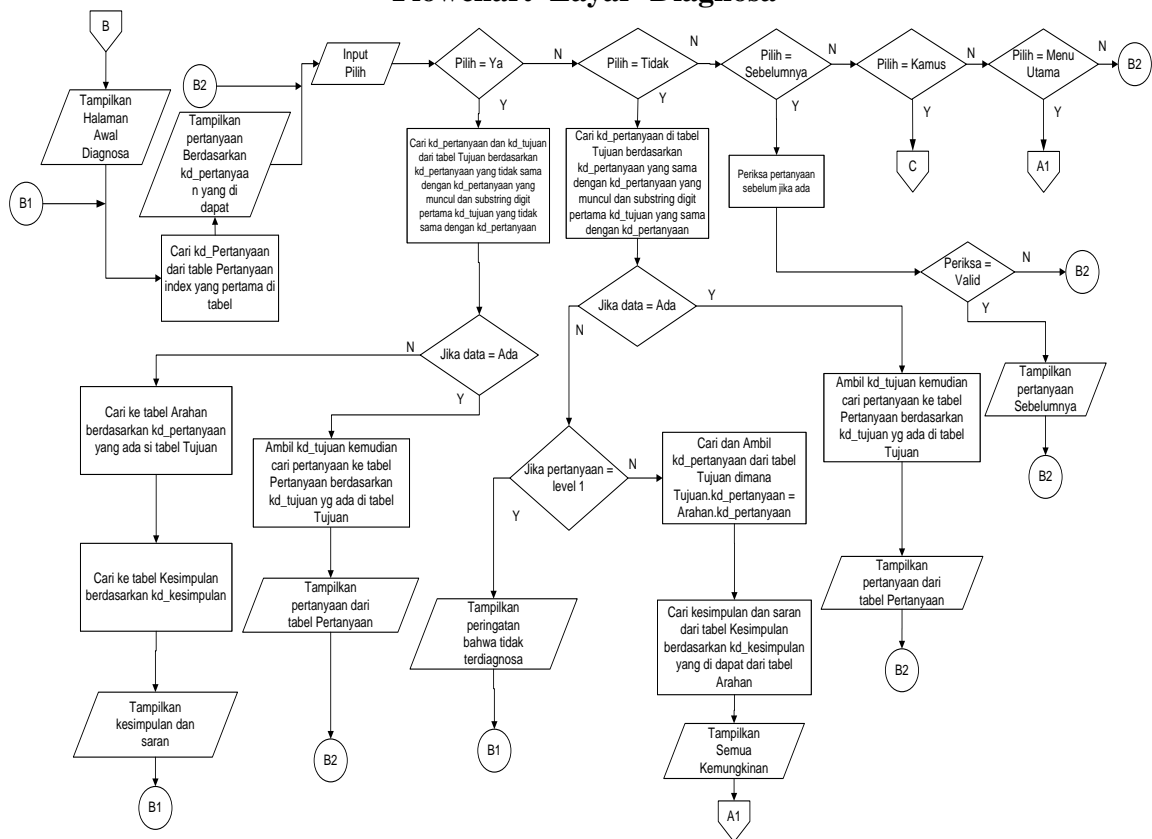 Flowchart Layar Diagnosa
B
Tampilkan
Halaman
Awal
Diagnosa
B1
B2
Tampilkan
pertanyaan
Berdasarkan
kd_pertanyaa
n yang di
dapat
Cari kd_Pertanyaan
dari table Pertanyaan
index yang pertama di
tabel
Input
Pilih
Pilih = Ya
N
Y
Pilih = Tidak
N
Y
Pilih =
Sebelumnya
N
Y
Pilih = Kamus
N
Y
Pilih = Menu
Utama
N
Y
B2
C
A1
Cari kd_pertanyaan dan kd_tujuan
dari tabel Tujuan berdasarkan
kd_pertanyaan yang tidak sama
dengan kd_pertanyaan yang
muncul dan substring digit
pertama kd_tujuan yang tidak
sama dengan kd_pertanyaan
Cari kd_pertanyaan di tabel
Tujuan berdasarkan
kd_pertanyaan yang sama
dengan kd_pertanyaan yang
muncul dan substring digit
pertama kd_tujuan yang sama
dengan kd_pertanyaan
Periksa pertanyaan
sebelum jika ada
Periksa =
Valid
N
Y
B2
Tampilkan
pertanyaan
Sebelumnya
B2
Jika data = Ada
N
Y
Jika data = Ada
Y
N
Cari ke tabel Arahan
berdasarkan kd_pertanyaan
yang ada si tabel Tujuan
Cari ke tabel Kesimpulan
berdasarkan kd_kesimpulan
Tampilkan
kesimpulan dan
saran
B1
Ambil kd_tujuan kemudian
cari pertanyaan ke tabel
Pertanyaan berdasarkan
kd_tujuan yg ada di tabel
Tujuan
Tampilkan
pertanyaan dari
tabel Pertanyaan
B2
Jika pertanyaan =
level 1
N
Y
Tampilkan
peringatan
bahwa tidak
terdiagnosa
B1
Cari dan Ambil
kd_pertanyaan dari tabel
Tujuan dimana
Tujuan.kd_pertanyaan =
Arahan.kd_pertanyaan
Cari kesimpulan dan saran
dari tabel Kesimpulan
berdasarkan kd_kesimpulan
yang di dapat dari tabel
Arahan
Tampilkan
Semua
Kemungkinan
A1
Ambil kd_tujuan kemudian
cari pertanyaan ke tabel
Pertanyaan berdasarkan
kd_tujuan yg ada di tabel
Tujuan
Tampilkan
pertanyaan dari
tabel Pertanyaan
B2